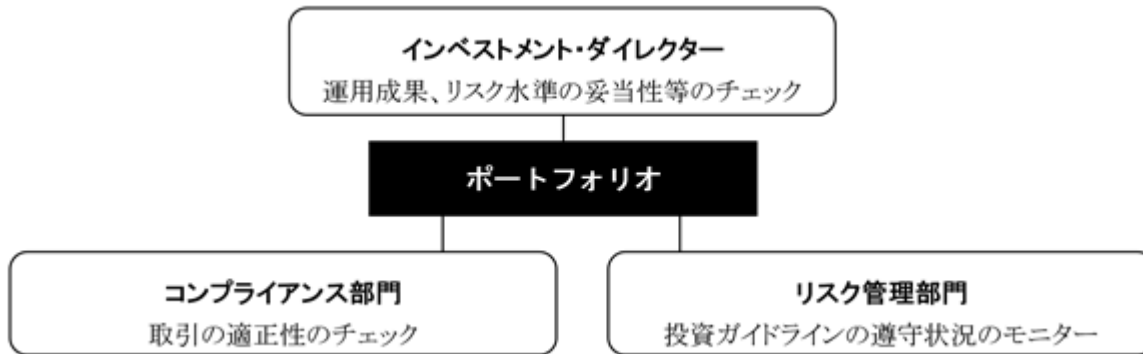 インベストメント・ダイレクター
運用成果、リスク水準の妥当性等のチェック
ポートフォリオ
コンプライアンス部門
取引の適正性のチェック
リスク管理部門
投資ガイドラインの遵守状況のモニター